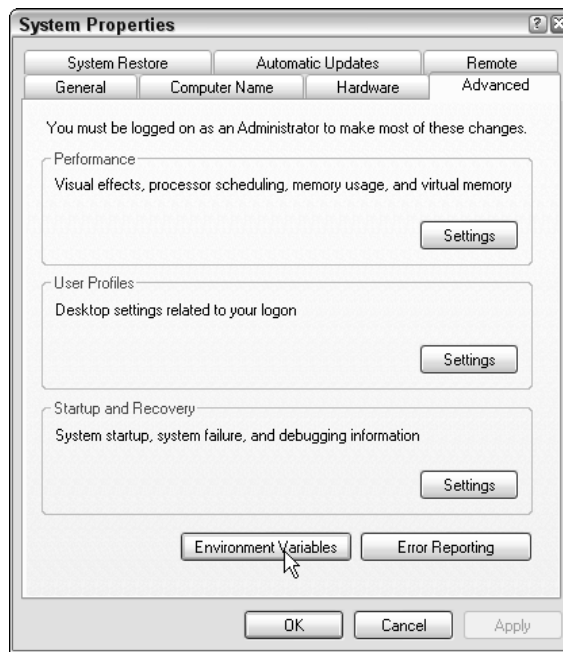 System Properties
System Restore Automatic Updates Remote
General Computer Name Hardware Advanced
You must be logged on as an Administrator to make most of these changes.
Performance
Visual effects, processor scheduling, memory usage, and virtual memory
Settings
User Profiles
Desktop settings related to your logon
Settings
Startup and Recovery
System startup, system failure, and debugging information
Settings
Environment Variables Error Reporting
OK Cancel Apply